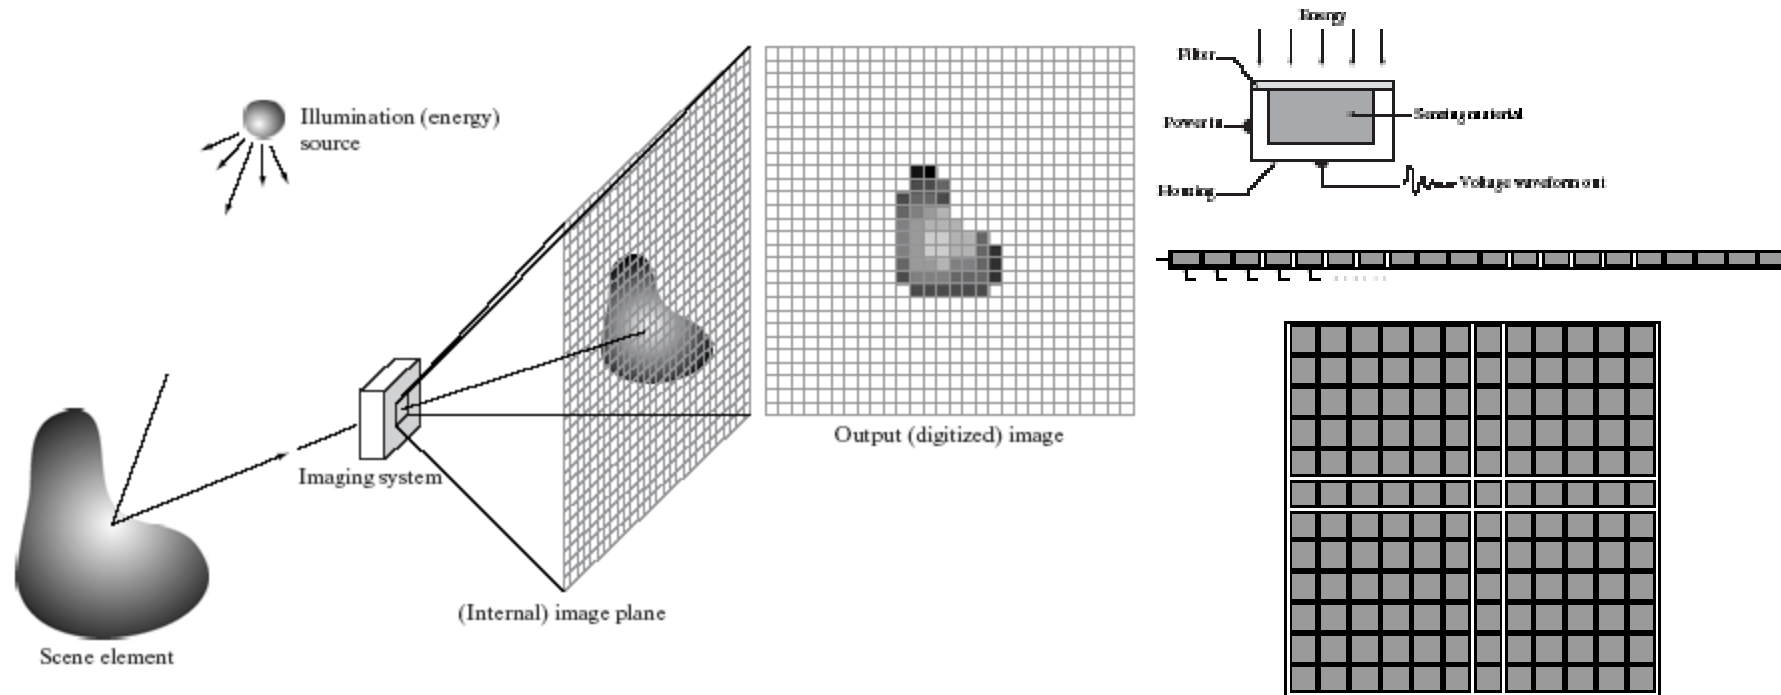 Illumination (energy)
source
Scene element
Imaging system
(Internal) image plane
Output (digitized) image
Energy
Filter
Power in
Sensing material
Housing
Voltage waveform out